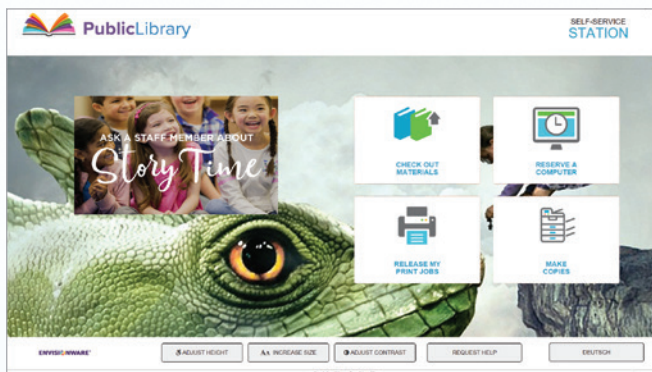 PublicLibrary
SELF-SERVICE
STATION
ASK A STAFF MEMBER ABOUT
Story Time
CHECK OUT
MATERIALS
RESERVE A
COMPUTER
RELEASE MY
PRINT JOBS
MAKE
COPIES
ENVISIONWARE®
ADJUST HEIGHT
AA INCREASE SIZE
ADJUST CONTRAST
REQUEST HELP
DEUTSCH